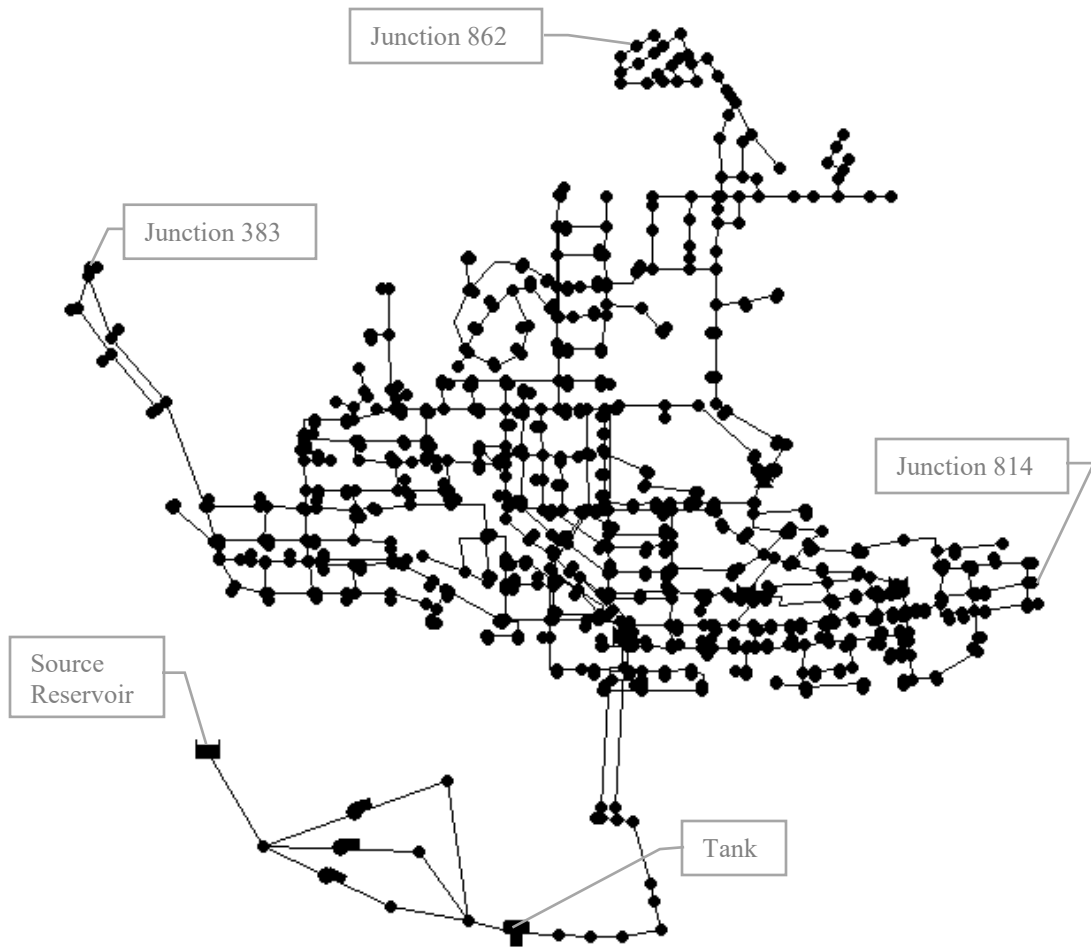 Junction 862
Junction 383
Junction 814
Source
Reservoir
Tank